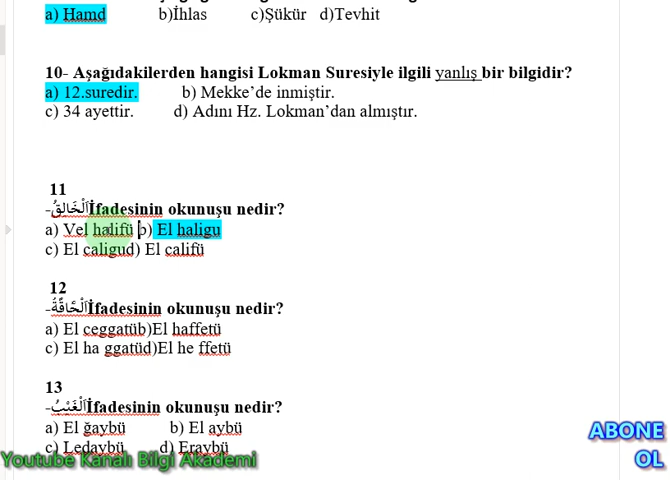 a) Hamd b)İhlas c)Şükür d)Tevhit
10- Aşağıdakilerden hangisi Lokman Suresiyle ilgili yanlış bir bilgidir?
a) 12.suredir. b) Mekke’de inmiştir.
c) 34 ayettir. d) Adını Hz. Lokman’dan almıştır.
11
-اَلْخَالِقُ İfadesinin okunuşu nedir?
a) Vel halifü b) El haligu
c) El caligud) El califü
12
-اَلْحَاقَّةُ İfadesinin okunuşu nedir?
a) El ceggatüb)El haffetü
c) El ha ggatüd)El he ffetü
13
-اَلْغَيْبُ İfadesinin okunuşu nedir?
a) El ğaybü b) El aybü
c) Ledaybü d) Eraybü
Youtube Kanalı Bilgi Akademi
ABONE
OL